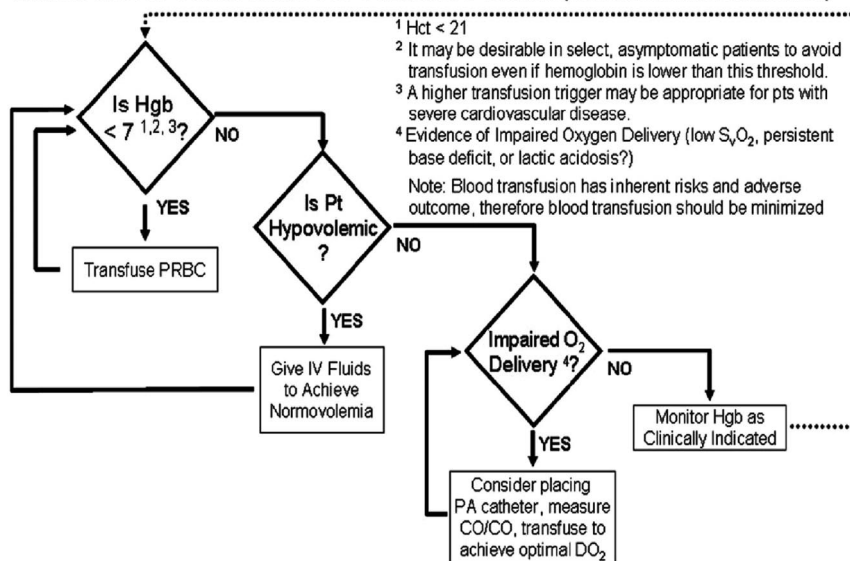 ¹ Hct < 21
² It may be desirable in select, asymptomatic patients to avoid
transfusion even if hemoglobin is lower than this threshold.
³ A higher transfusion trigger may be appropriate for pts with
severe cardiovascular disease.
⁴ Evidence of Impaired Oxygen Delivery (low SᵥO₂, persistent
base deficit, or lactic acidosis?)
Note: Blood transfusion has inherent risks and adverse
outcome, therefore blood transfusion should be minimized
Is Hgb
< 7 ¹,²,³?
NO
YES
Transfuse PRBC
Is Pt
Hypovolemic
?
NO
YES
Give IV Fluids
to Achieve
Normovolemia
Impaired O₂
Delivery ⁴?
NO
YES
Monitor Hgb as
Clinically Indicated
Consider placing
PA catheter, measure
CO/CO, transfuse to
achieve optimal DO₂